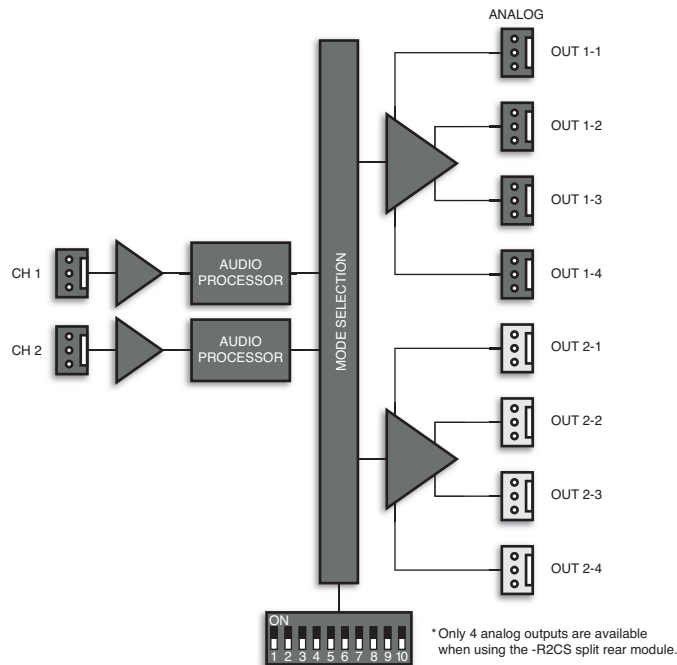 ANALOG
OUT 1-1
OUT 1-2
OUT 1-3
OUT 1-4
CH 1
AUDIO
PROCESSOR
CH 2
AUDIO
PROCESSOR
MODE SELECTION
OUT 2-1
OUT 2-2
OUT 2-3
OUT 2-4
ON
1 2 3 4 5 6 7 8 9 10
*Only 4 analog outputs are available
when using the -R2CS split rear module.